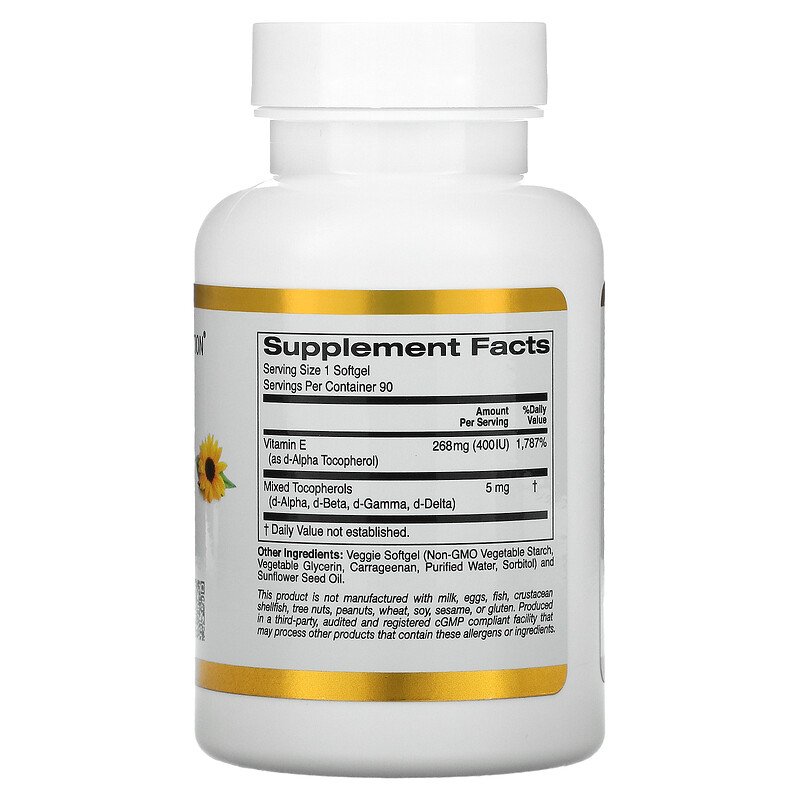 Supplement Facts
Serving Size 1 Softgel
Servings Per Container 90
Amount Per Serving %Daily Value
Vitamin E 268 mg (400 IU) 1,787%
(as d-Alpha Tocopherol)
Mixed Tocopherols 5 mg †
(d-Alpha, d-Beta, d-Gamma, d-Delta)
† Daily Value not established.
Other Ingredients: Veggie Softgel (Non-GMO Vegetable Starch,
Vegetable Glycerin, Carrageenan, Purified Water, Sorbitol) and
Sunflower Seed Oil.
This product is not manufactured with milk, eggs, fish, crustacean
shellfish, tree nuts, peanuts, wheat, soy, sesame, or gluten. Produced
in a third-party, audited and registered cGMP compliant facility that
may process other products that contain these allergens or ingredients.